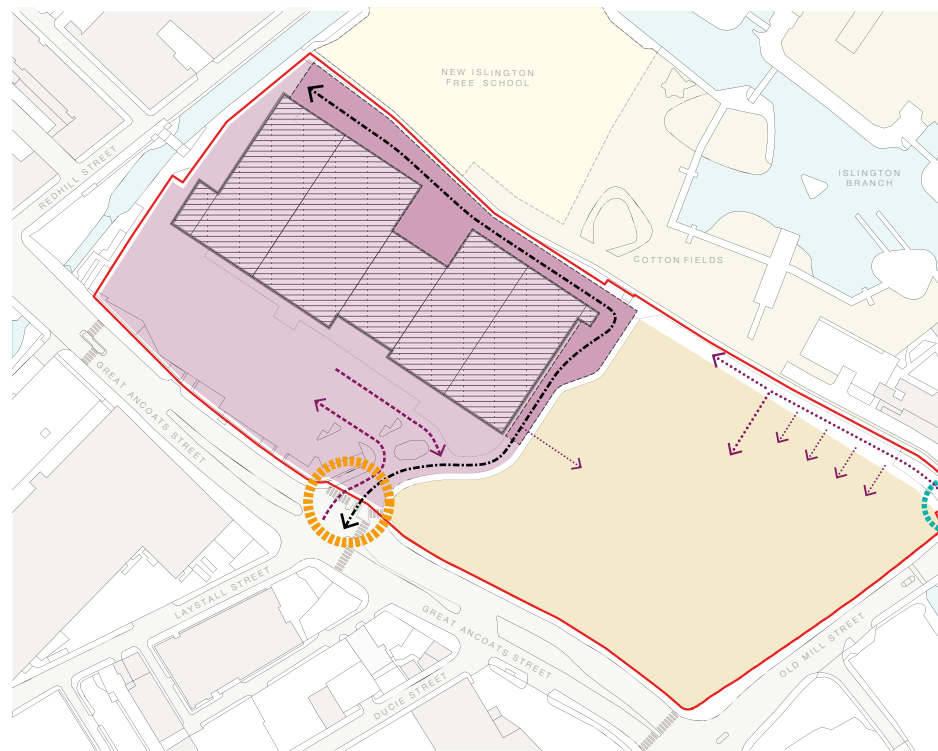 NEW ISLINGTON
FREE SCHOOL
REDHILL STREET
ISLINGTON
BRANCH
COTTON FIELDS
GREAT ANCOATS STREET
LAYSTALL STREET
GREAT ANCOATS STREET
OLD MILL STREET
DUCIE STREET